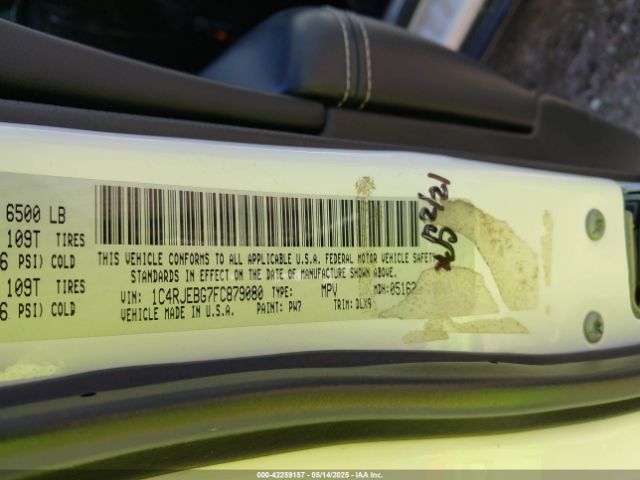 6500 LB
109T TIRES
6 PSI) COLD
109T TIRES
6 PSI) COLD
THIS VEHICLE CONFORMS TO ALL APPLICABLE U.S.A. FEDERAL MOTOR VEHICLE SAFETY
STANDARDS IN EFFECT ON THE DATE OF MANUFACTURE SHOWN ABOVE.
VIN: 1C4RJEBG7FC879080 TYPE: MPV MDH: 05162
VEHICLE MADE IN U.S.A. PAINT: PW7 TRIM: DLX9
000-42259157 - 05/14/2025 - IAA Inc.